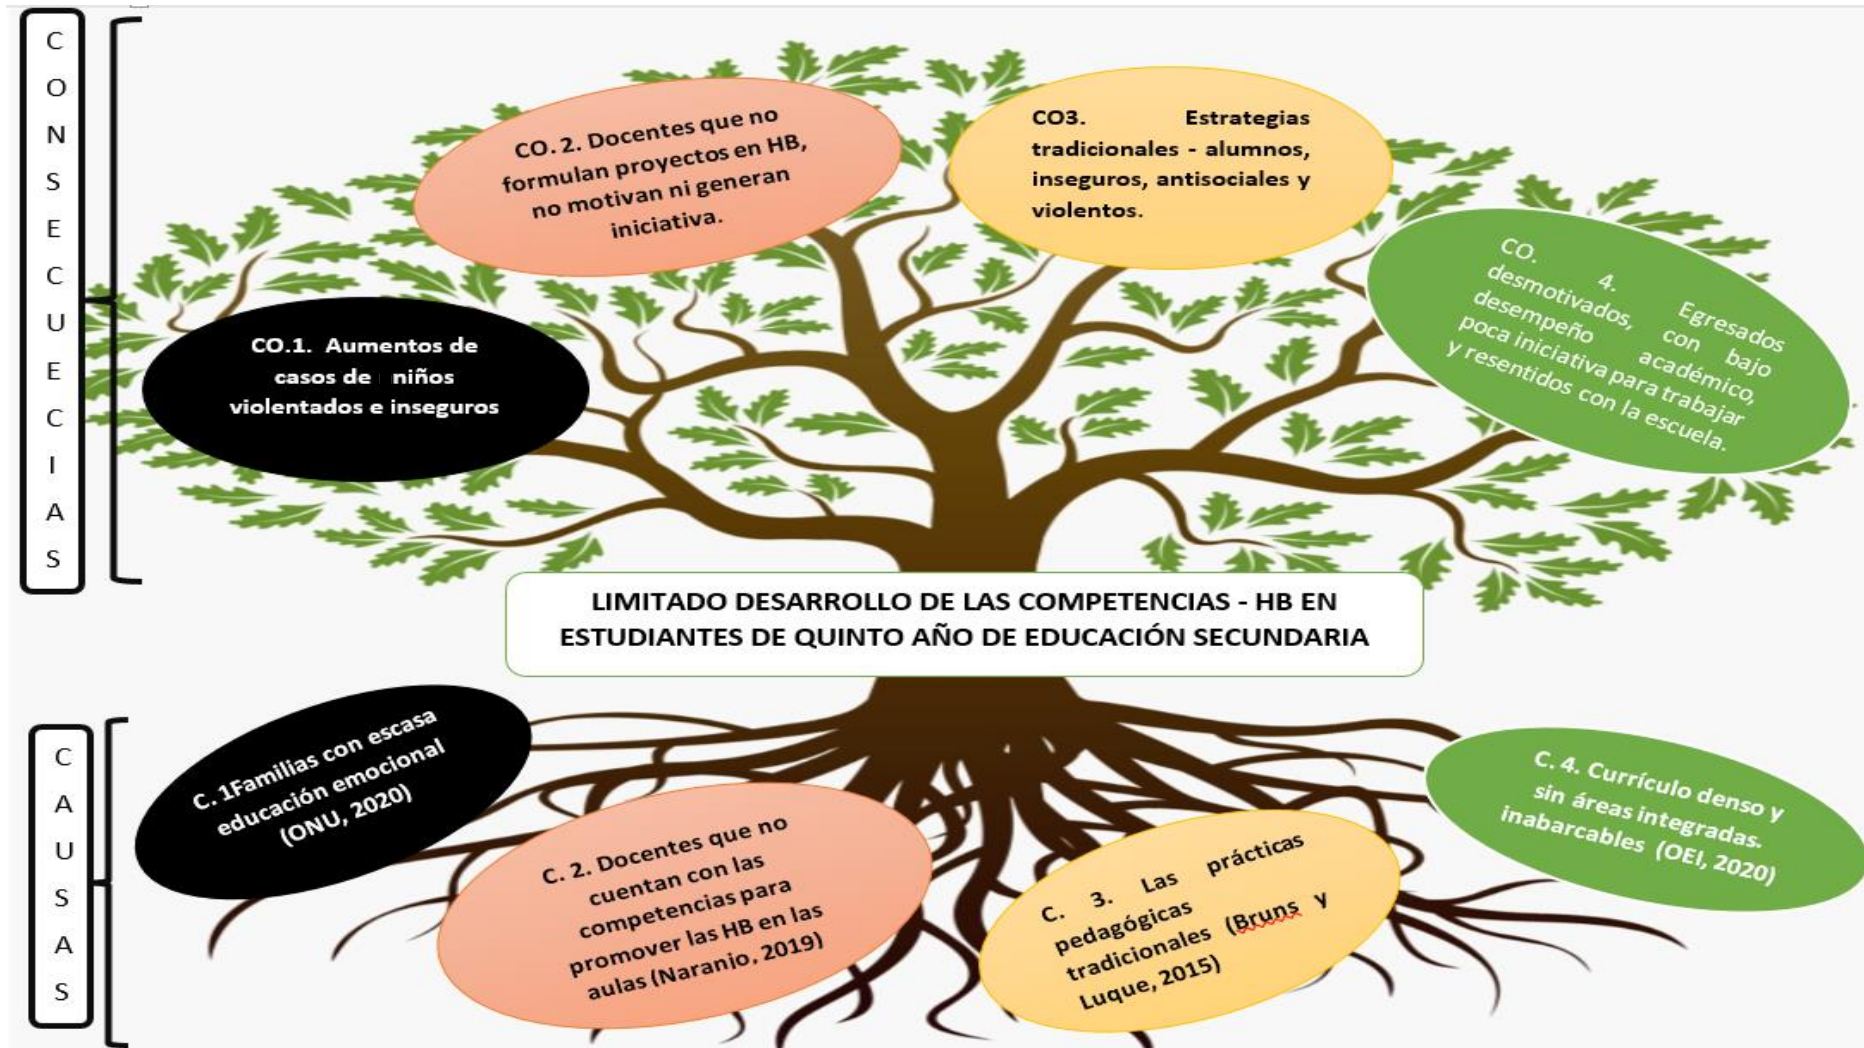 CONSECUECIAS
CO. 2. Docentes que no
formulan proyectos en HB,
no motivan ni generan
iniciativa.
CO3. Estrategias
tradicionales - alumnos,
inseguros, antisociales y
violentos.
CO. 4. Egresados
desmotivados, con bajo
desempeño académico,
poca iniciativa para trabajar
y resentidos con la escuela.
CO.1. Aumentos de
casos de niños
violentados e inseguros
LIMITADO DESARROLLO DE LAS COMPETENCIAS - HB EN
ESTUDIANTES DE QUINTO AÑO DE EDUCACIÓN SECUNDARIA
CAUSAS
C. 1Familias con escasa
educación emocional
(ONU, 2020)
C. 2. Docentes que no
cuentan con las
competencias para
promover las HB en las
aulas (Naranjo, 2019)
C. 3. Las prácticas
pedagógicas
tradicionales (Bruns y
Luque, 2015)
C. 4. Currículo denso y
sin áreas integradas.
inabarcables (OEI, 2020)